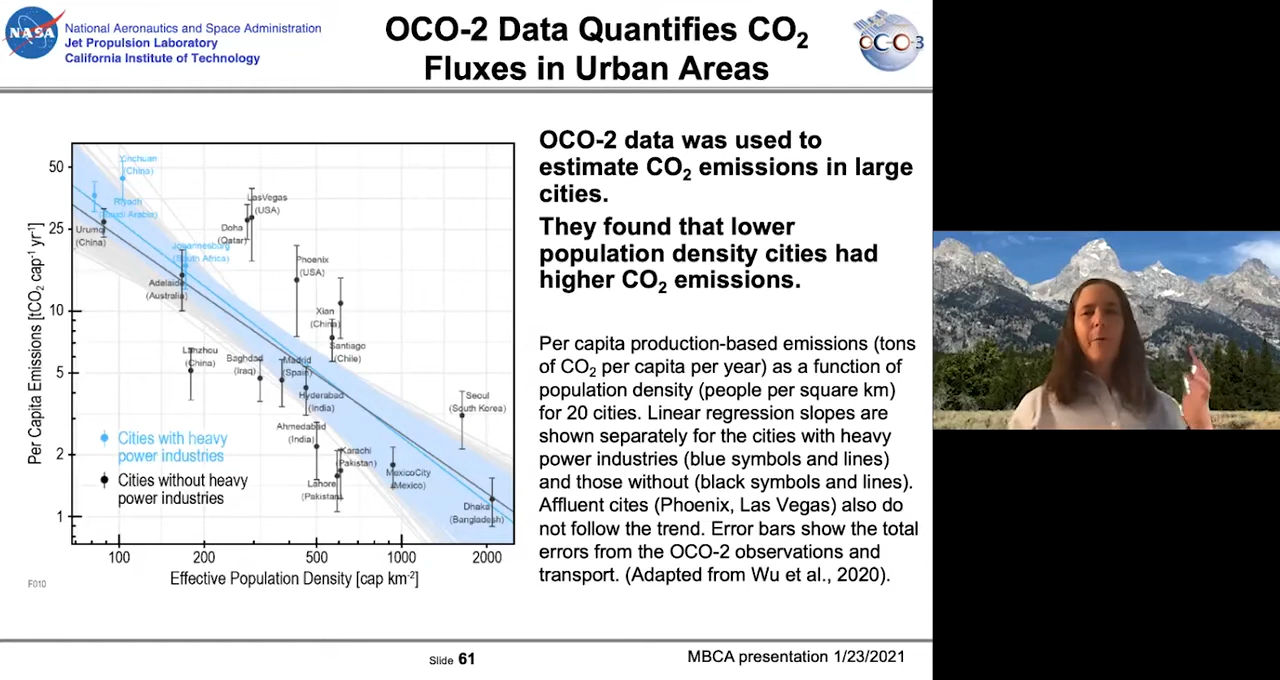 NASA
National Aeronautics and Space Administration
Jet Propulsion Laboratory
California Institute of Technology
OCO-2 Data Quantifies CO2
Fluxes in Urban Areas
OCO-3
50
25
10
5
2
1
Per Capita Emissions [tCO2 cap-1 yr-1]
Yinchuan
(China)
Riyadh
(Saudi Arabia)
Urumqi
(China)
LasVegas
(USA)
Doha
(Qatar)
Johannesburg
(South Africa)
Adelaide
(Australia)
Phoenix
(USA)
Xian
(China)
Santiago
(Chile)
Lanzhou
(China)
Baghdad
(Iraq)
Madrid
(Spain)
Hyderabad
(India)
Ahmedabad
(India)
Seoul
(South Korea)
Karachi
(Pakistan)
Lahore
(Pakistan)
MexicoCity
(Mexico)
Dhaka
(Bangladesh)
Cities with heavy
power industries
Cities without heavy
power industries
100 200 500 1000 2000
Effective Population Density [cap km-2]
F010
OCO-2 data was used to
estimate CO2 emissions in large
cities.
They found that lower
population density cities had
higher CO2 emissions.
Per capita production-based emissions (tons
of CO2 per capita per year) as a function of
population density (people per square km)
for 20 cities. Linear regression slopes are
shown separately for the cities with heavy
power industries (blue symbols and lines)
and those without (black symbols and lines).
Affluent cites (Phoenix, Las Vegas) also do
not follow the trend. Error bars show the total
errors from the OCO-2 observations and
transport. (Adapted from Wu et al., 2020).
Slide 61
MBCA presentation 1/23/2021